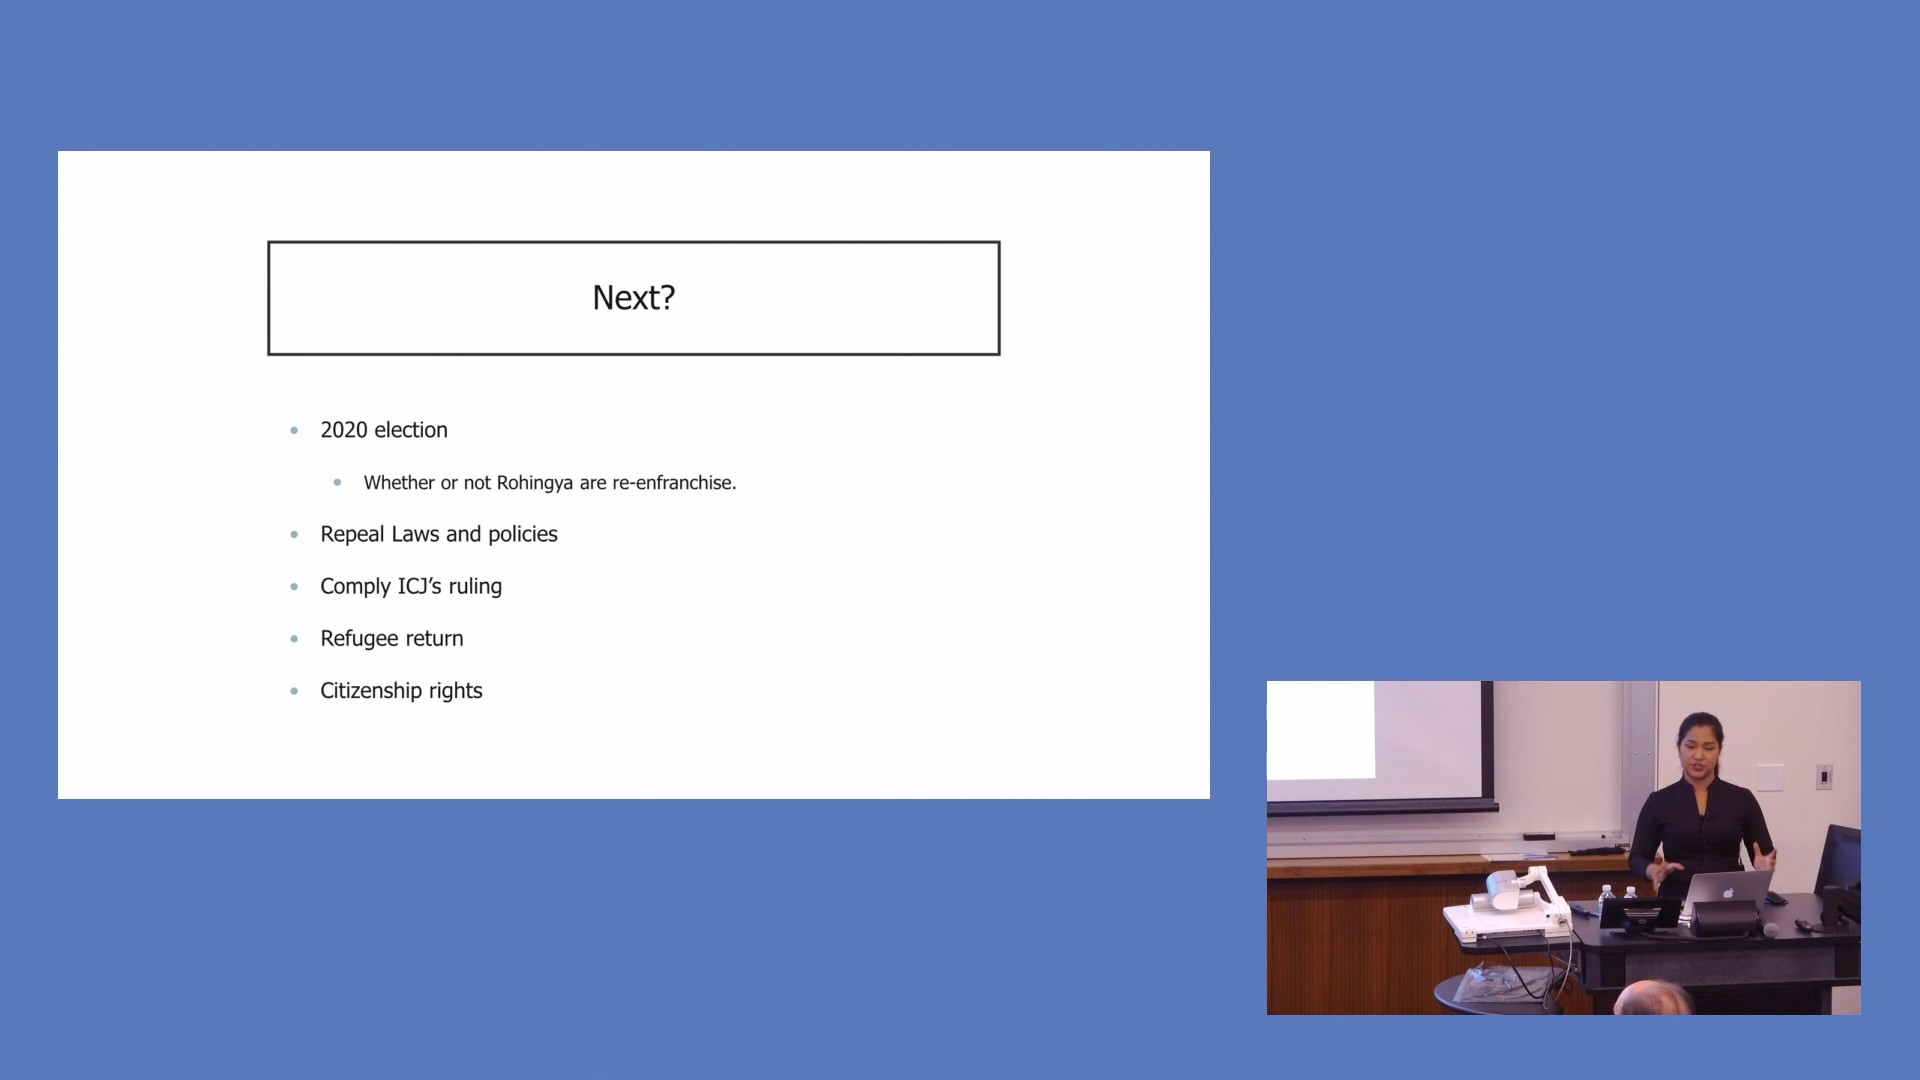 Next?
• 2020 election
• Whether or not Rohingya are re-enfranchise.
• Repeal Laws and policies
• Comply ICJ’s ruling
• Refugee return
• Citizenship rights